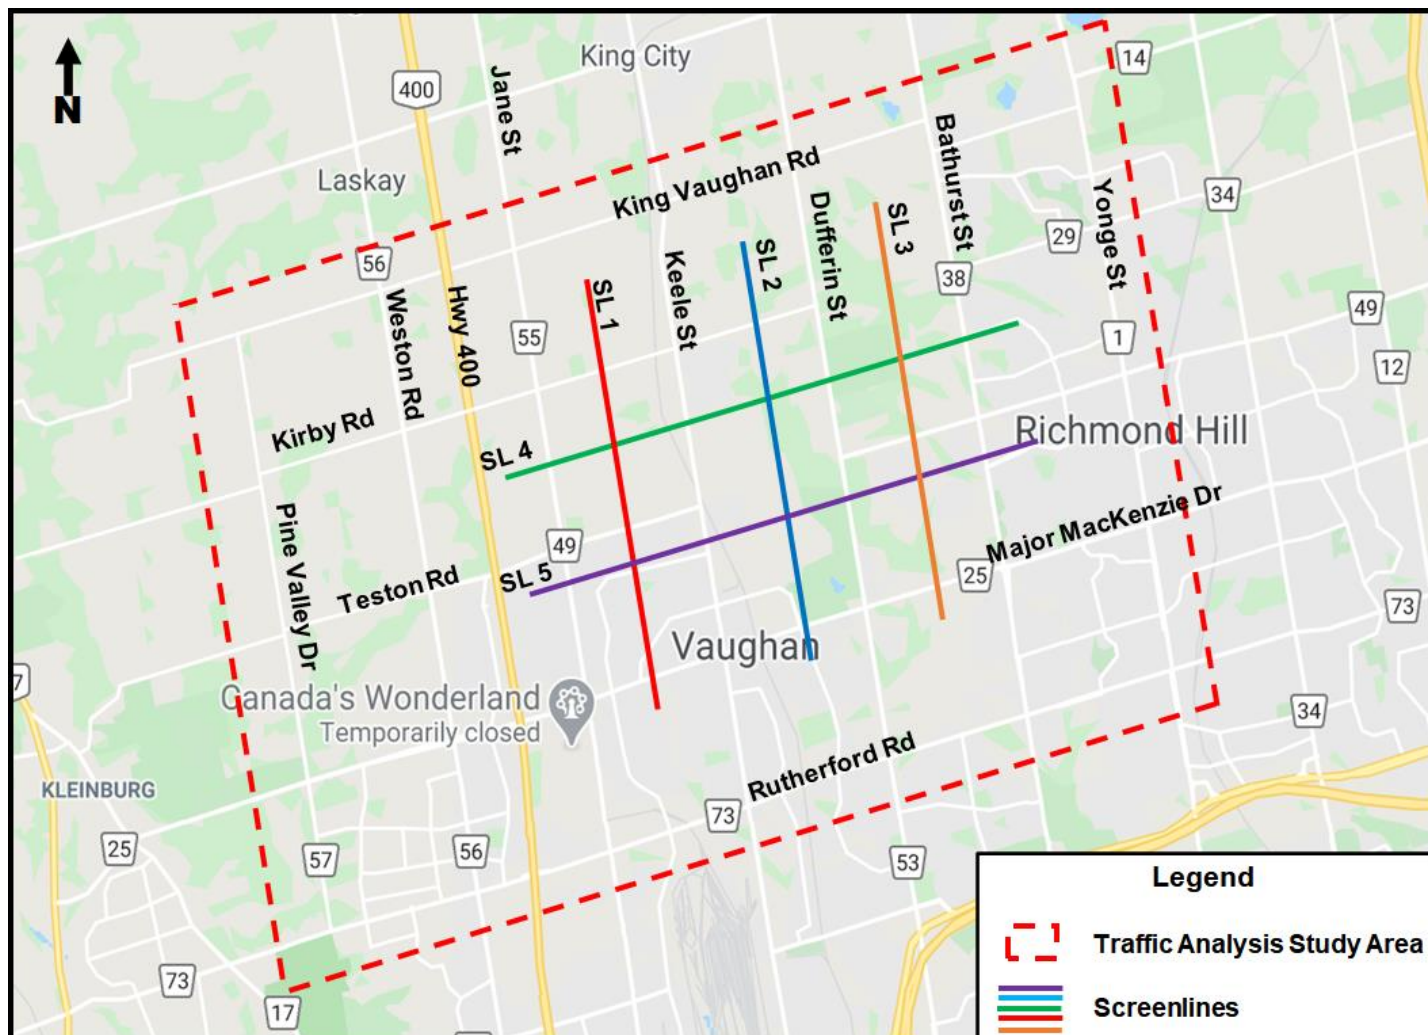 King City
14
400
Jane St
Bathurst St
Laskay
King Vaughan Rd
Yonge St
34
Dufferin St
SL 3
29
56
SL 2
Keele St
38
Hwy 400
SL 1
Weston Rd
55
1
49
12
Kirby Rd
Richmond Hill
SL 4
Major MacKenzie Dr
Pine Valley Dr
49
Teston Rd
SL 5
25
73
Vaughan
7
Canada's Wonderland
Temporarily closed
34
Rutherford Rd
KLEINBURG
73
25
57
56
53
73
17
N
Legend
Traffic Analysis Study Area
Screenlines